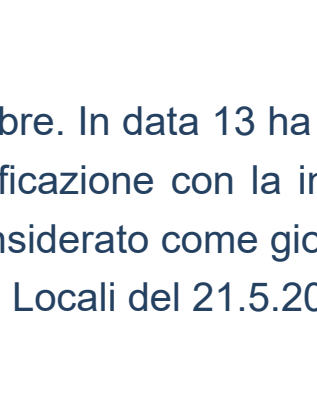 bre. In data 13 ha
ficazione con la in
nsiderato come gio
Locali del 21.5.20